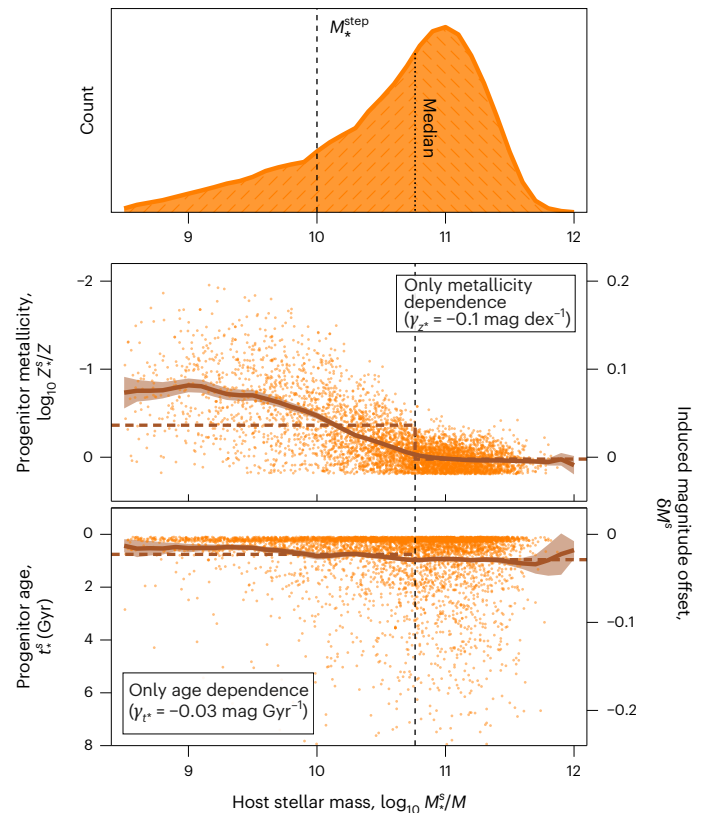 M⋆^step
Count
Median
9 10 11 12
Progenitor metallicity,
log₁₀ Z⋆ˢ/Z
−2
−1
0
Only metallicity
dependence
(γ_z* = −0.1 mag dex⁻¹)
0.2
0.1
0
Progenitor age,
t⋆ˢ (Gyr)
0
2
4
6
8
Only age dependence
(γ_t* = −0.03 mag Gyr⁻¹)
0
−0.1
−0.2
Induced magnitude offset,
δMˢ
9 10 11 12
Host stellar mass, log₁₀ M⋆ˢ/M